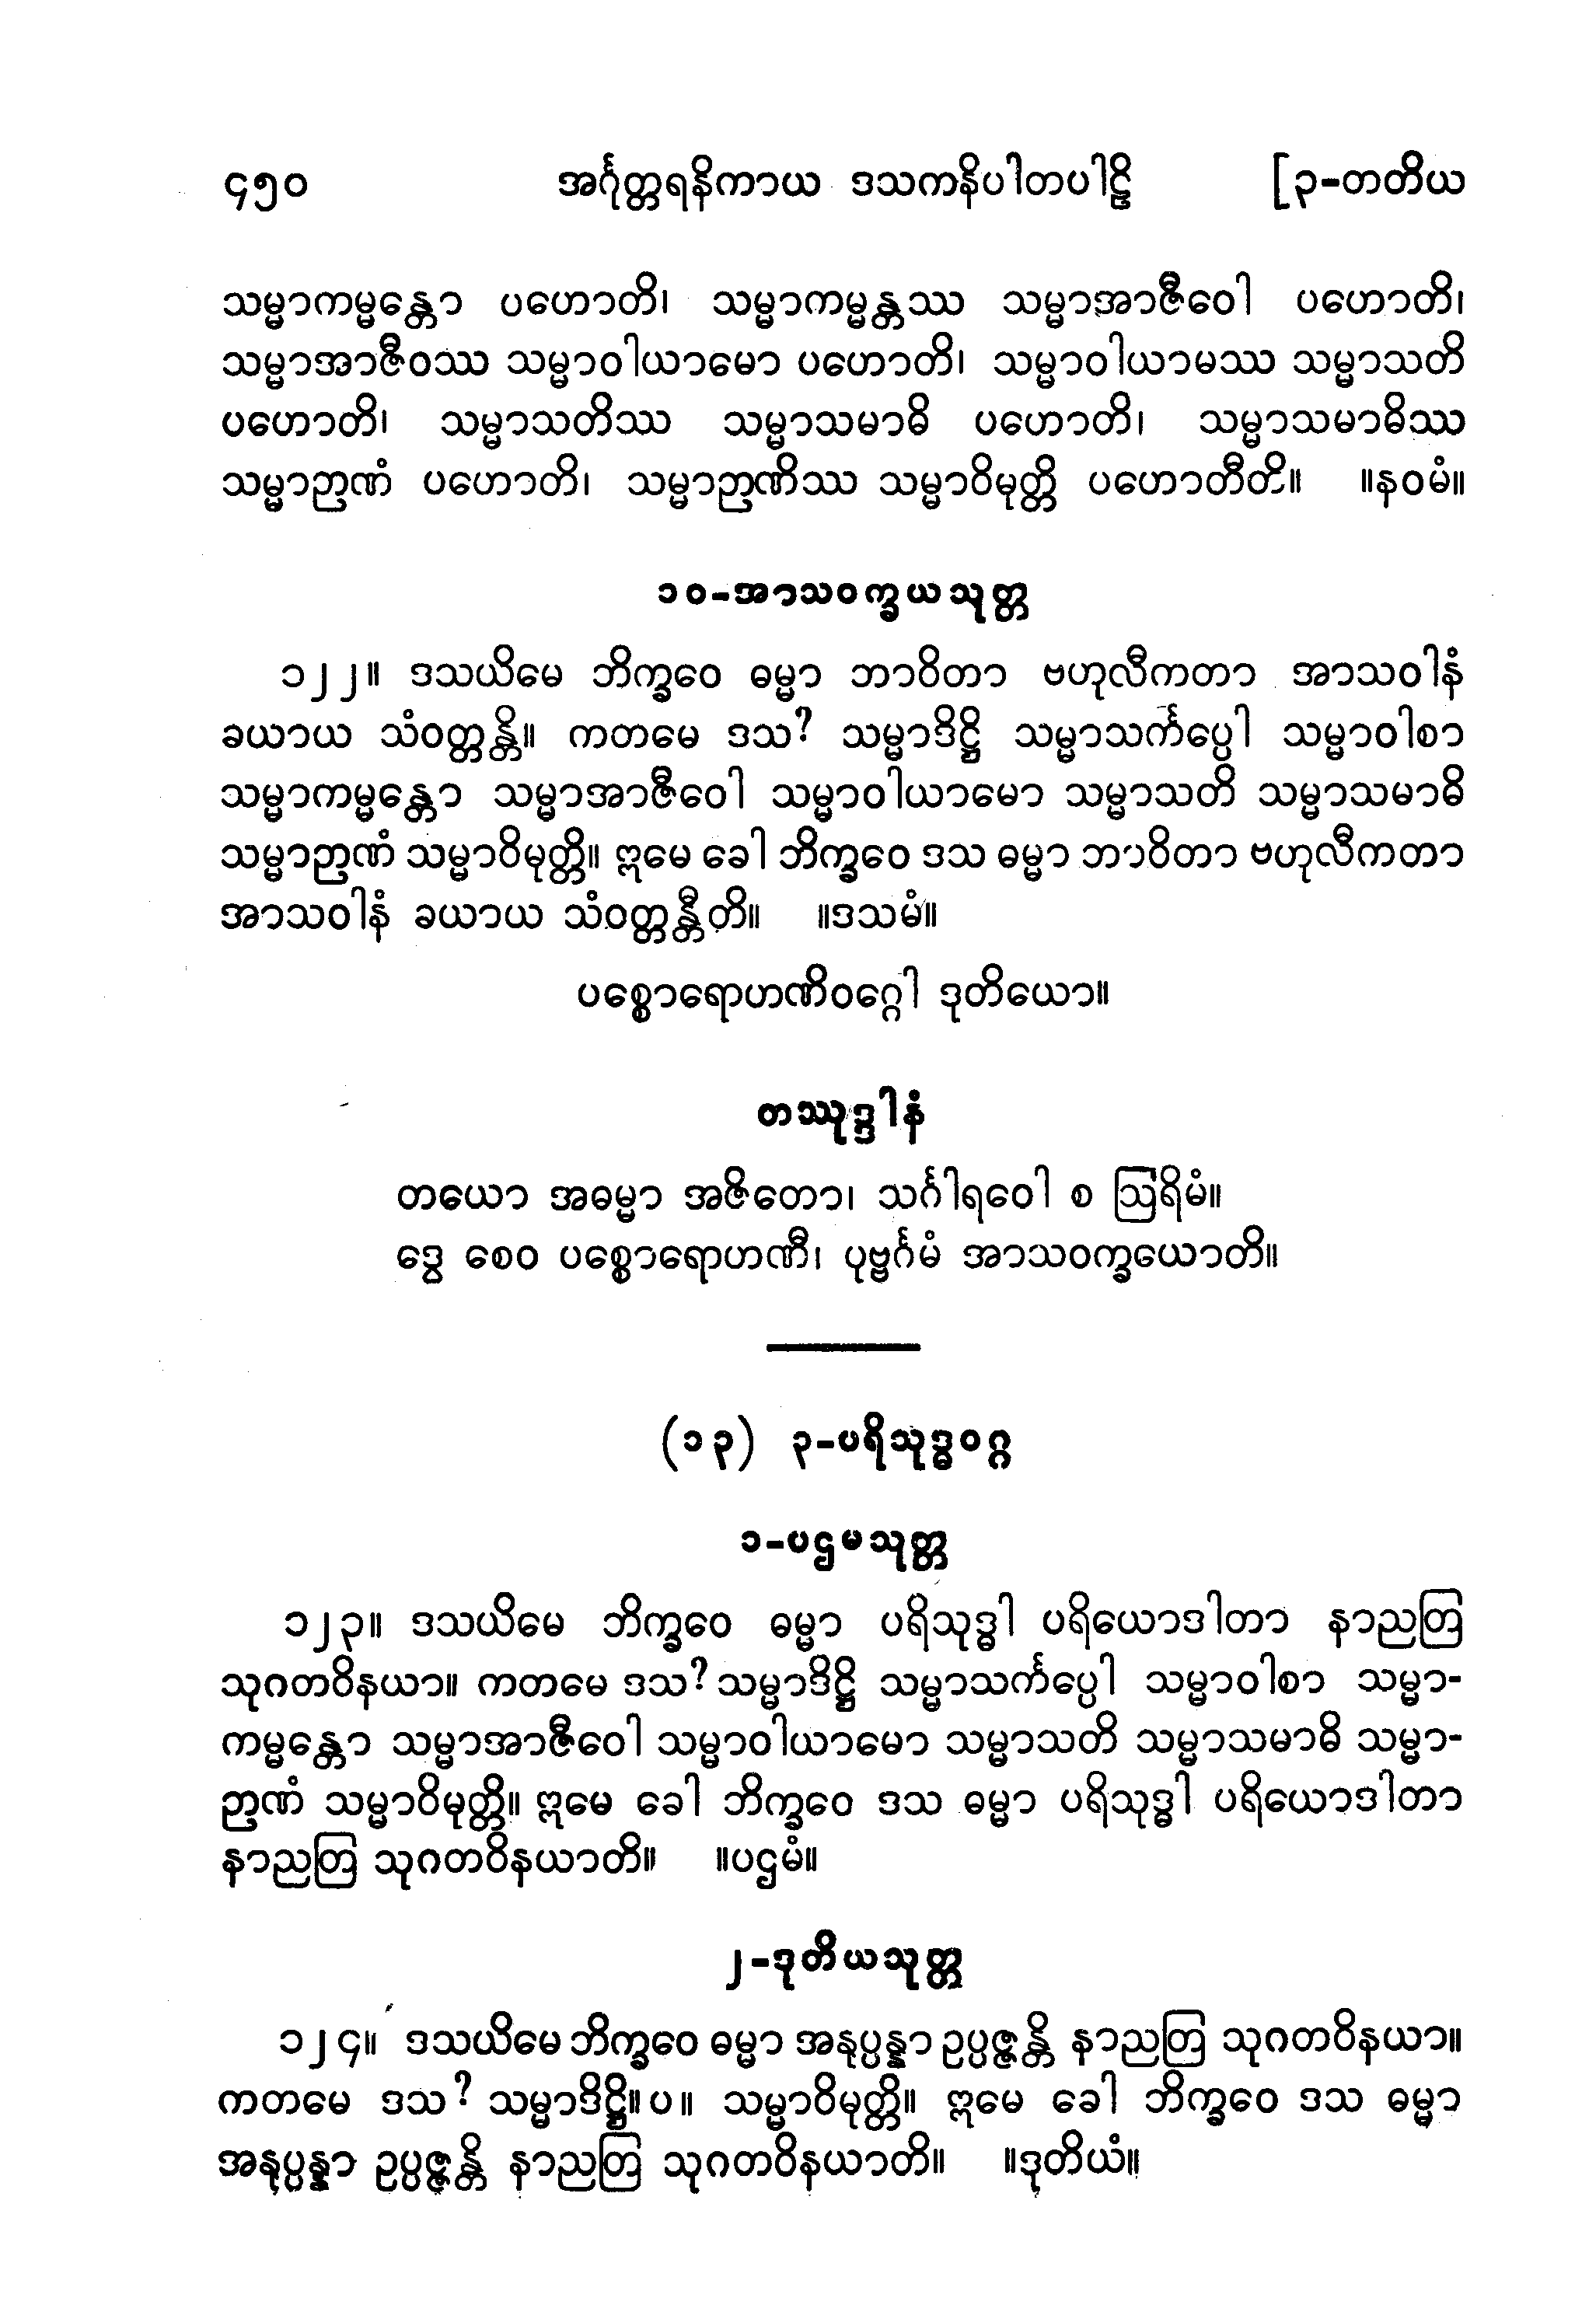 ၄၅၀ အင်္ဂုတ္တရနိကာယ ဒသကနိပါတပါဠိ [၃-တတိယ
သမ္မာကမ္မန္တော ပဟောတိ၊ သမ္မာကမ္မန္တဿ သမ္မာအာဇီဝေါ ပဟောတိ၊
သမ္မာအာဇီဝဿ သမ္မာဝါယာမော ပဟောတိ၊ သမ္မာဝါယာမဿ သမ္မာသတိ
ပဟောတိ၊ သမ္မာသတိဿ သမ္မာသမာဓိ ပဟောတိ၊ သမ္မာသမာဓိဿ
သမ္မာဉာဏံ ပဟောတိ၊ သမ္မာဉာဏိဿ သမ္မာဝိမုတ္တိ ပဟောတီတိ။ ။နဝမံ။
၁၀-အာသဝက္ခယသုတ္တ
၁၂၂။ ဒသယိမေ ဘိက္ခဝေ ဓမ္မာ ဘာဝိတာ ဗဟုလီကတာ အာသဝါနံ
ခယာယ သံဝတ္တန္တိ။ ကတမေ ဒသ? သမ္မာဒိဋ္ဌိ သမ္မာသင်္ကပ္ပေါ သမ္မာဝါစာ
သမ္မာကမ္မန္တော သမ္မာအာဇီဝေါ သမ္မာဝါယာမော သမ္မာသတိ သမ္မာသမာဓိ
သမ္မာဉာဏံ သမ္မာဝိမုတ္တိ။ ဣမေ ခေါ ဘိက္ခဝေ ဒသ ဓမ္မာ ဘာဝိတာ ဗဟုလီကတာ
အာသဝါနံ ခယာယ သံဝတ္တန္တီတိ။ ။ဒသမံ။
ပစ္စောရောဟဏိဝဂ္ဂေါ ဒုတိယော။
တဿုဒ္ဒါနံ
တယော အဓမ္မာ အဇိတော၊ သင်္ဂါရဝေါ စ ဩရိမံ။
ဒွေ စေဝ ပစ္စောရောဟဏီ၊ ပုဗ္ဗင်္ဂမံ အာသဝက္ခယောတိ။
(၁၃) ၃-ပရိသုဒ္ဓဝဂ္ဂ
၁-ပဌမသုတ္တ
၁၂၃။ ဒသယိမေ ဘိက္ခဝေ ဓမ္မာ ပရိသုဒ္ဓါ ပရိယောဒါတာ နာညတြ
သုဂတဝိနယာ။ ကတမေ ဒသ? သမ္မာဒိဋ္ဌိ သမ္မာသင်္ကပ္ပေါ သမ္မာဝါစာ သမ္မာ-
ကမ္မန္တော သမ္မာအာဇီဝေါ သမ္မာဝါယာမော သမ္မာသတိ သမ္မာသမာဓိ သမ္မာ-
ဉာဏံ သမ္မာဝိမုတ္တိ။ ဣမေ ခေါ ဘိက္ခဝေ ဒသ ဓမ္မာ ပရိသုဒ္ဓါ ပရိယောဒါတာ
နာညတြ သုဂတဝိနယာတိ။ ။ပဌမံ။
၂-ဒုတိယသုတ္တ
၁၂၄။ ဒသယိမေ ဘိက္ခဝေ ဓမ္မာ အနုပ္ပန္နာ ဥပ္ပဇ္ဇန္တိ နာညတြ သုဂတဝိနယာ။
ကတမေ ဒသ? သမ္မာဒိဋ္ဌိ။ပ။ သမ္မာဝိမုတ္တိ။ ဣမေ ခေါ ဘိက္ခဝေ ဒသ ဓမ္မာ
အနုပ္ပန္နာ ဥပ္ပဇ္ဇန္တိ နာညတြ သုဂတဝိနယာတိ။ ။ဒုတိယံ။